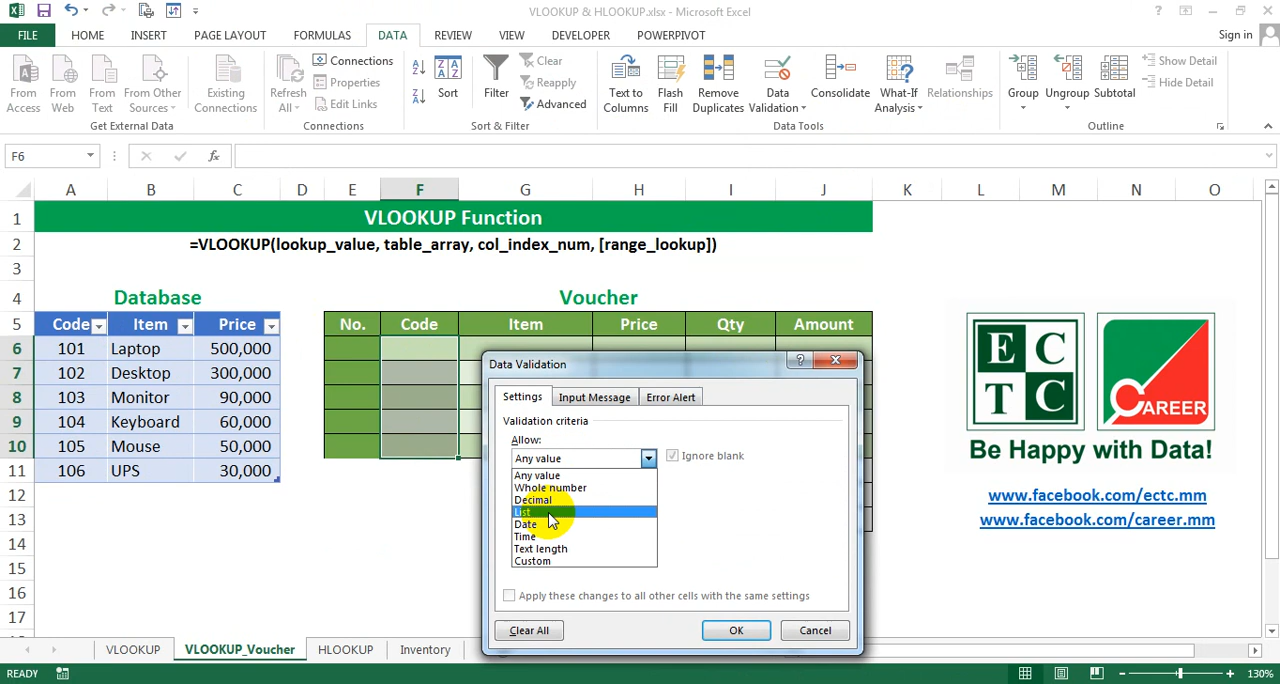 VLOOKUP & HLOOKUP.xlsx - Microsoft Excel
FILE HOME INSERT PAGE LAYOUT FORMULAS DATA REVIEW VIEW DEVELOPER POWERPIVOT Sign in
From Access
From Web
From Text
From Other Sources
Existing Connections
Get External Data
Refresh All
Connections
Properties
Edit Links
Connections
Sort
Filter
Clear
Reapply
Advanced
Sort & Filter
Text to Columns
Flash Fill
Remove Duplicates
Data Validation
Consolidate
What-If Analysis
Relationships
Data Tools
Group
Ungroup
Subtotal
Show Detail
Hide Detail
Outline
F6 fx
A B C D E F G H I J K L M N O
1 VLOOKUP Function
2 =VLOOKUP(lookup_value, table_array, col_index_num, [range_lookup])
3
4 Database Voucher
5 Code Item Price No. Code Item Price Qty Amount
6 101 Laptop 500,000
7 102 Desktop 300,000
8 103 Monitor 90,000
9 104 Keyboard 60,000
10 105 Mouse 50,000
11 106 UPS 30,000
12
13
14
15
16
17
Data Validation
Settings Input Message Error Alert
Validation criteria
Allow:
Any value Ignore blank
Any value
Whole number
Decimal
List
Date
Time
Text length
Custom
Apply these changes to all other cells with the same settings
Clear All OK Cancel
E C
T C
CAREER
Be Happy with Data!
www.facebook.com/ectc.mm
www.facebook.com/career.mm
VLOOKUP VLOOKUP_Voucher HLOOKUP Inventory
READY 130%